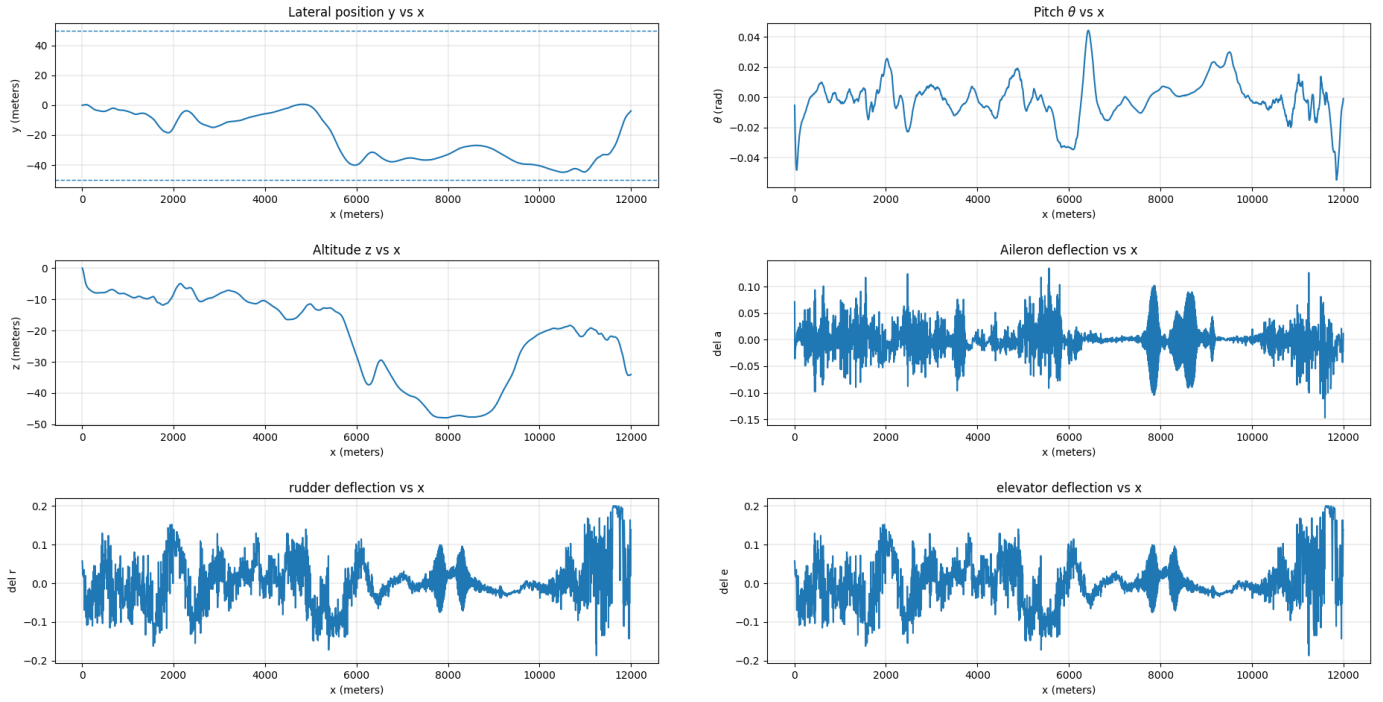 Lateral position y vs x
40
20
0
−20
−40
y (meters)
0 2000 4000 6000 8000 10000 12000
x (meters)
Pitch θ vs x
0.04
0.02
0.00
−0.02
−0.04
θ (rad)
0 2000 4000 6000 8000 10000 12000
x (meters)
Altitude z vs x
0
−10
−20
−30
−40
−50
z (meters)
0 2000 4000 6000 8000 10000 12000
x (meters)
Aileron deflection vs x
0.10
0.05
0.00
−0.05
−0.10
−0.15
del a
0 2000 4000 6000 8000 10000 12000
x (meters)
rudder deflection vs x
0.2
0.1
0.0
−0.1
−0.2
del r
0 2000 4000 6000 8000 10000 12000
x (meters)
elevator deflection vs x
0.2
0.1
0.0
−0.1
−0.2
del e
0 2000 4000 6000 8000 10000 12000
x (meters)